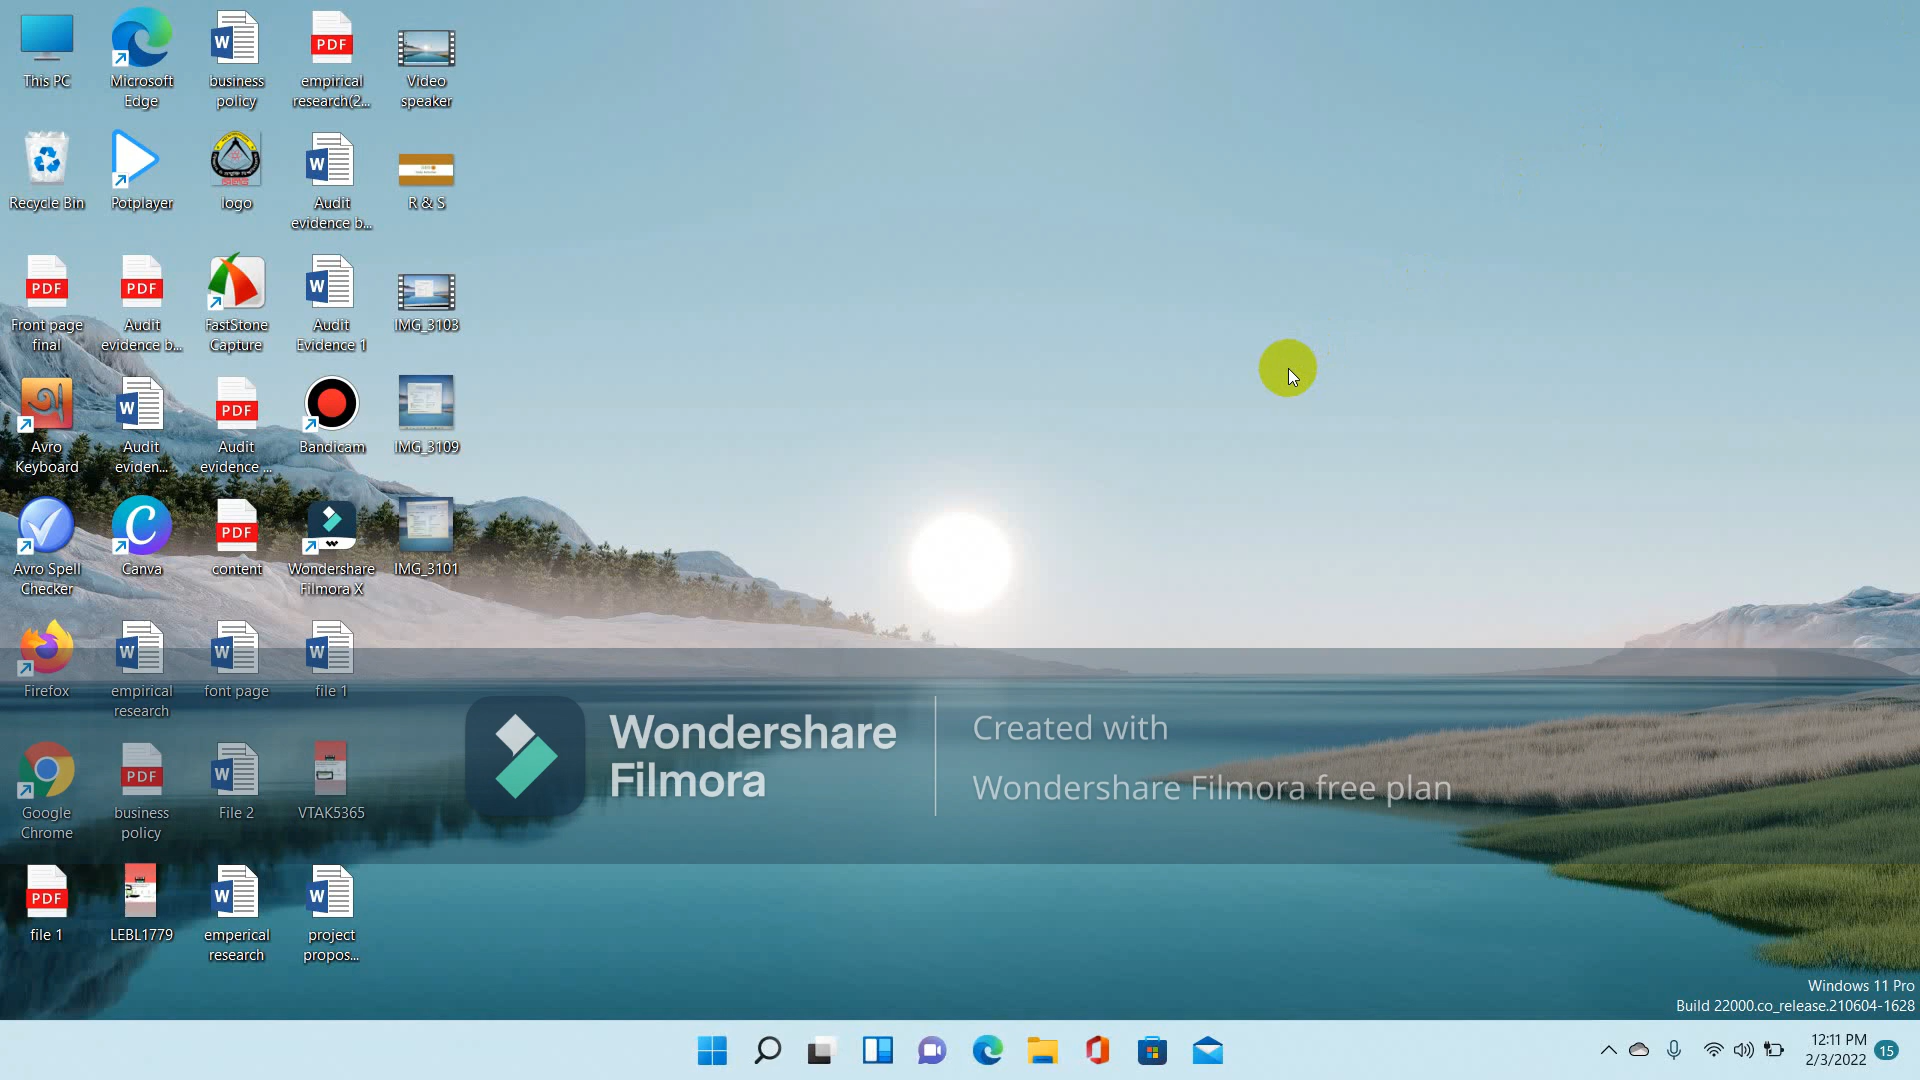 This PC
Microsoft
Edge
business
policy
empirical
research(2...
Video
speaker
Recycle Bin
Potplayer
logo
Audit
evidence b...
R & S
Front page
final
Audit
evidence b...
FastStone
Capture
Audit
Evidence 1
IMG_3103
Avro
Keyboard
Audit
eviden...
Audit
evidence ...
Bandicam
IMG_3109
Avro Spell
Checker
Canva
content
Wondershare
Filmora X
IMG_3101
Firefox
empirical
research
font page
file 1
Google
Chrome
business
policy
File 2
VTAK5365
file 1
LEBL1779
emperical
research
project
propos...
Wondershare
Filmora
Created with
Wondershare Filmora free plan
Windows 11 Pro
Build 22000.co_release.210604-1628
12:11 PM
2/3/2022
15